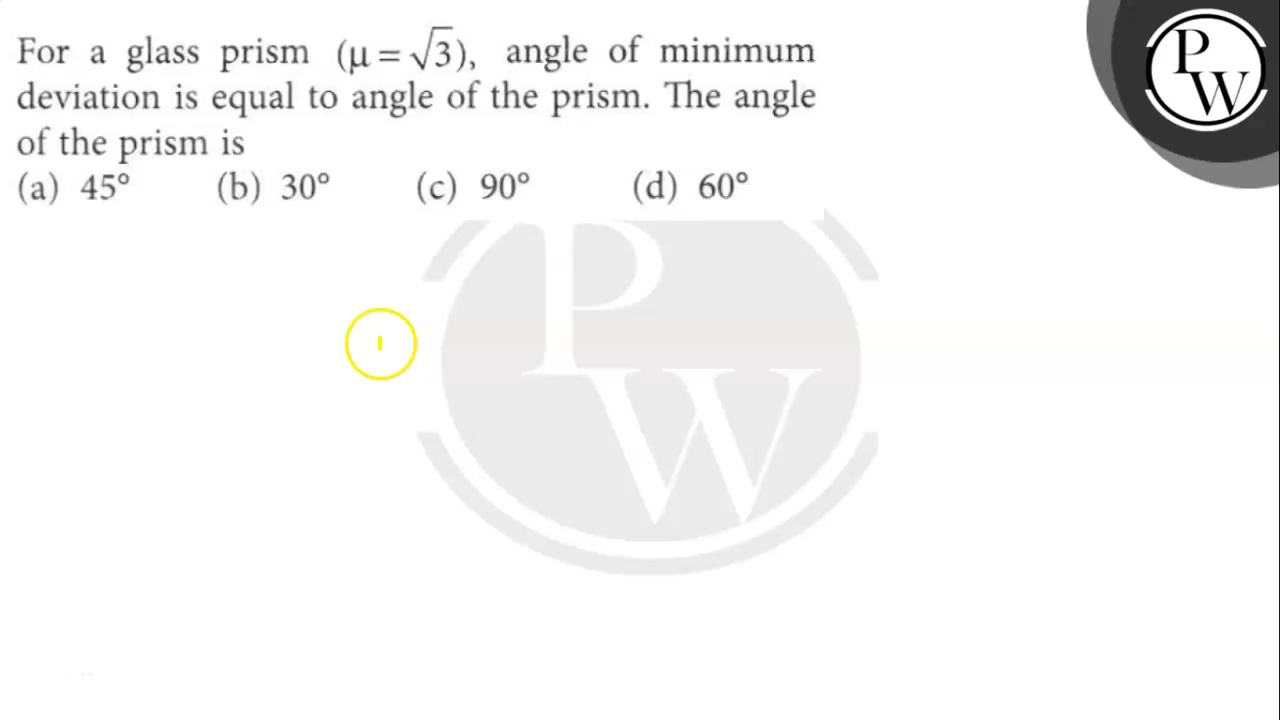 For a glass prism (μ = √3), angle of minimum
deviation is equal to angle of the prism. The angle
of the prism is
(a) 45° (b) 30° (c) 90° (d) 60°
P
W
P
W